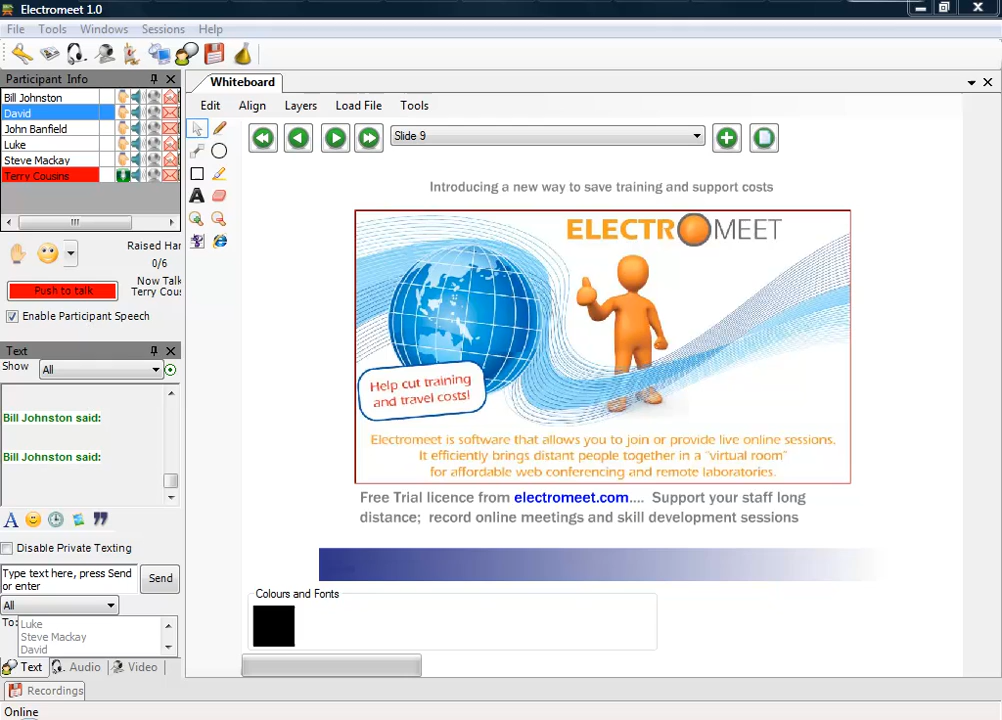 Electromeet 1.0
File Tools Windows Sessions Help
Participant Info
Bill Johnston
David
John Banfield
Luke
Steve Mackay
Terry Cousins
Raised Har
0/6
Now Talk
Terry Cous
Push to talk
Enable Participant Speech
Text
Show All
Bill Johnston said:
Bill Johnston said:
Disable Private Texting
Type text here, press Send
or enter
Send
All
To:
Luke
Steve Mackay
David
Text Audio Video
Recordings
Online
Whiteboard
Edit Align Layers Load File Tools
Slide 9
Introducing a new way to save training and support costs
ELECTROMEET
Help cut training
and travel costs!
Electromeet is software that allows you to join or provide live online sessions.
It efficiently brings distant people together in a "virtual room"
for affordable web conferencing and remote laboratories.
Free Trial licence from electromeet.com.... Support your staff long
distance; record online meetings and skill development sessions
Colours and Fonts